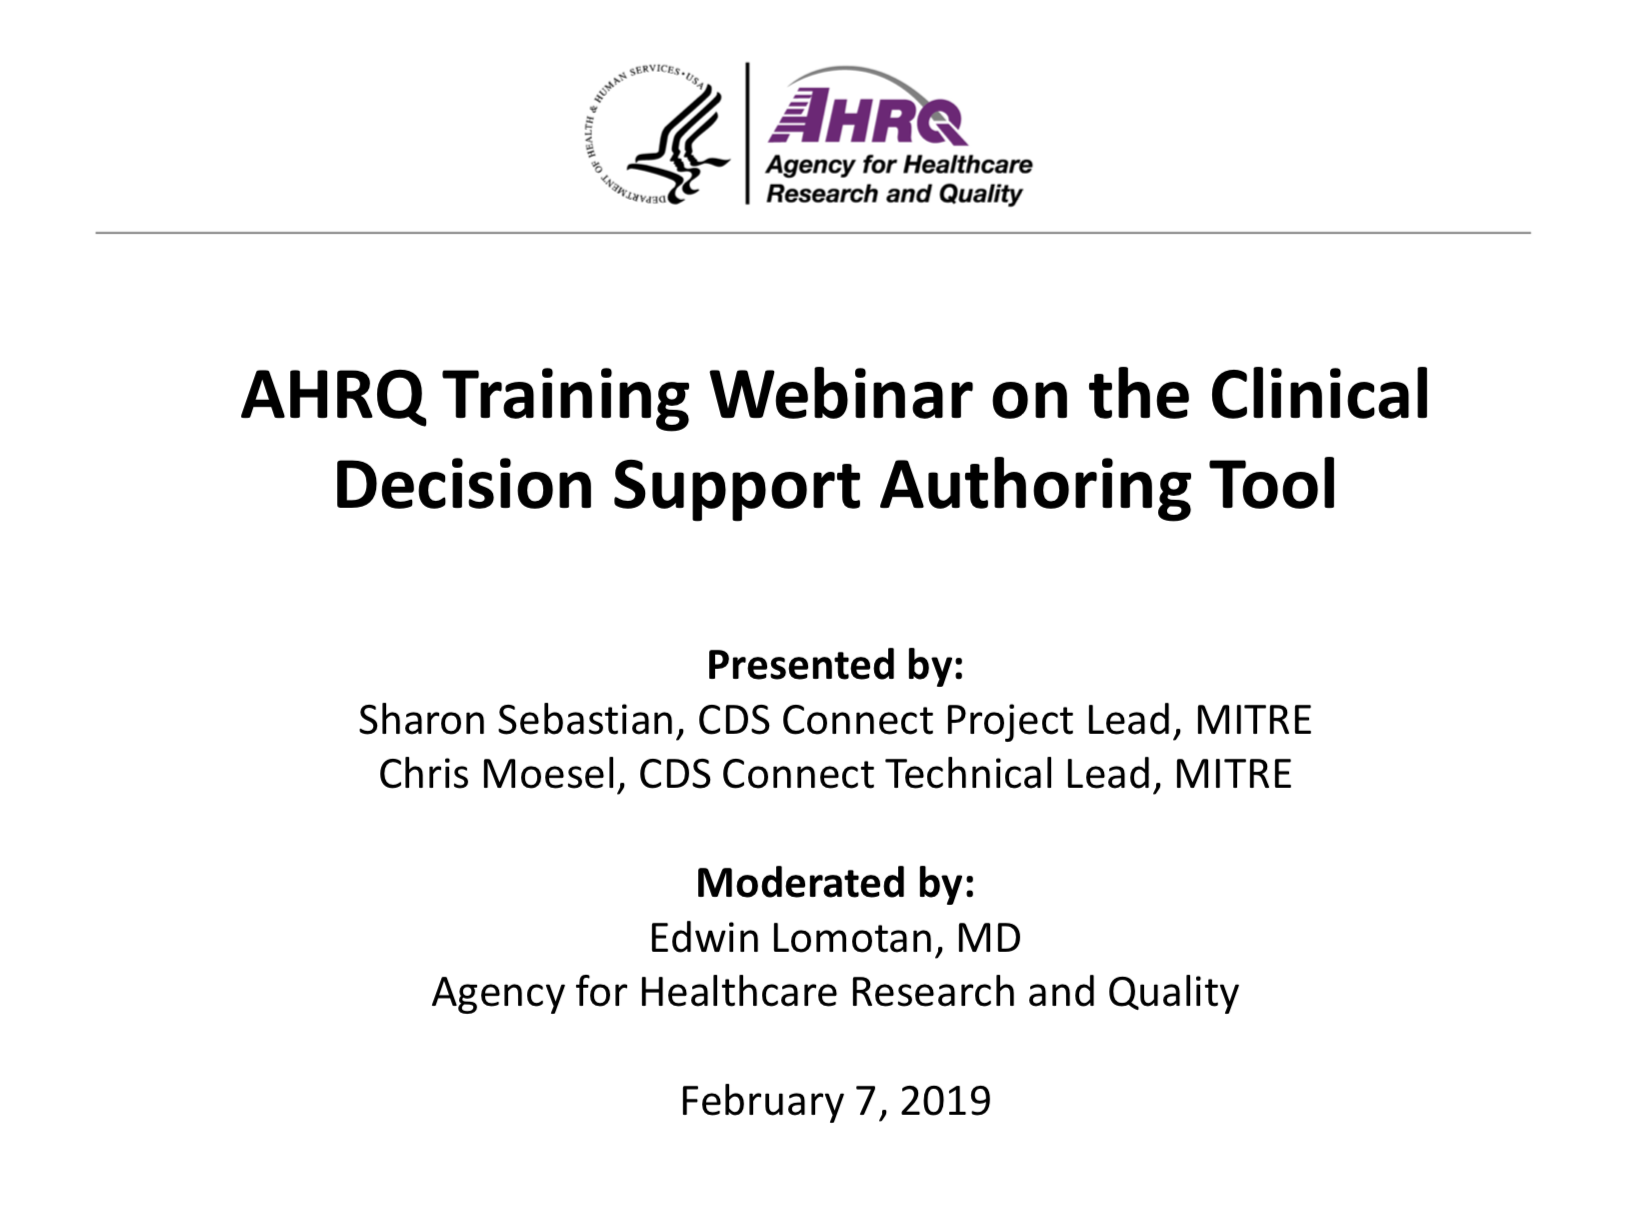 DEPARTMENT OF HEALTH & HUMAN SERVICES • USA
AHRQ
Agency for Healthcare
Research and Quality
AHRQ Training Webinar on the Clinical
Decision Support Authoring Tool
Presented by:
Sharon Sebastian, CDS Connect Project Lead, MITRE
Chris Moesel, CDS Connect Technical Lead, MITRE
Moderated by:
Edwin Lomotan, MD
Agency for Healthcare Research and Quality
February 7, 2019